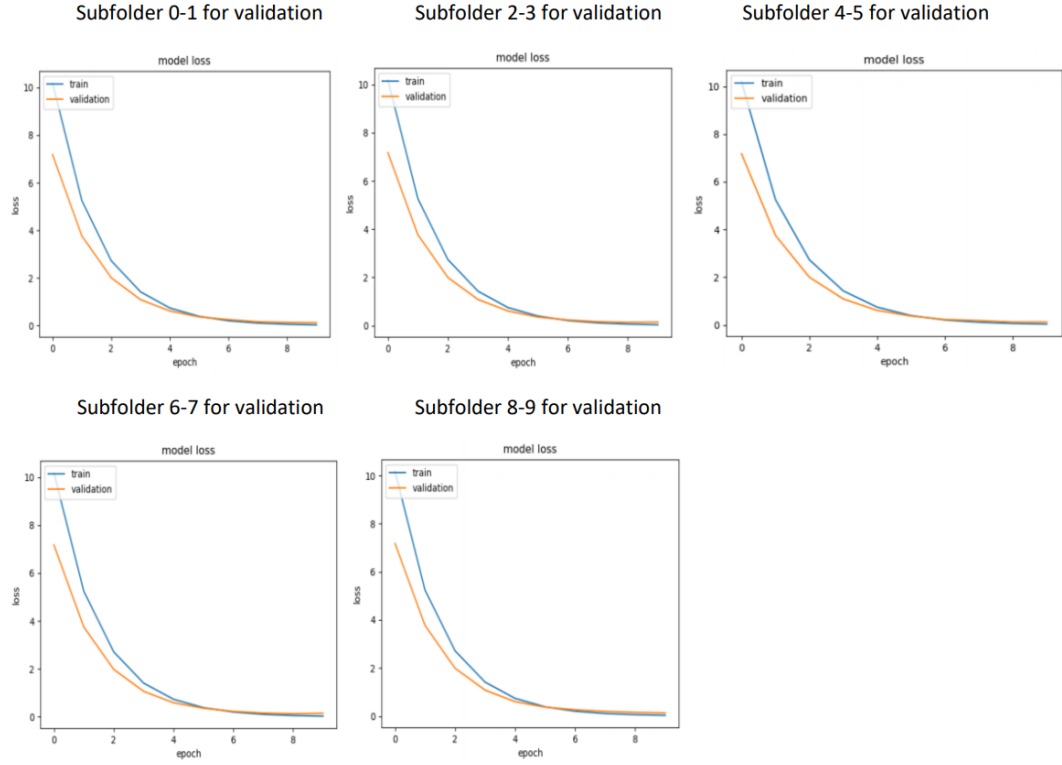 Subfolder 0-1 for validation
model loss
train
validation
10
8
6
4
2
0
loss
0 2 4 6 8
epoch
Subfolder 2-3 for validation
model loss
train
validation
10
8
6
4
2
0
loss
0 2 4 6 8
epoch
Subfolder 4-5 for validation
model loss
train
validation
10
8
6
4
2
0
loss
0 2 4 6 8
epoch
Subfolder 6-7 for validation
model loss
train
validation
10
8
6
4
2
0
loss
0 2 4 6 8
epoch
Subfolder 8-9 for validation
model loss
train
validation
10
8
6
4
2
0
loss
0 2 4 6 8
epoch